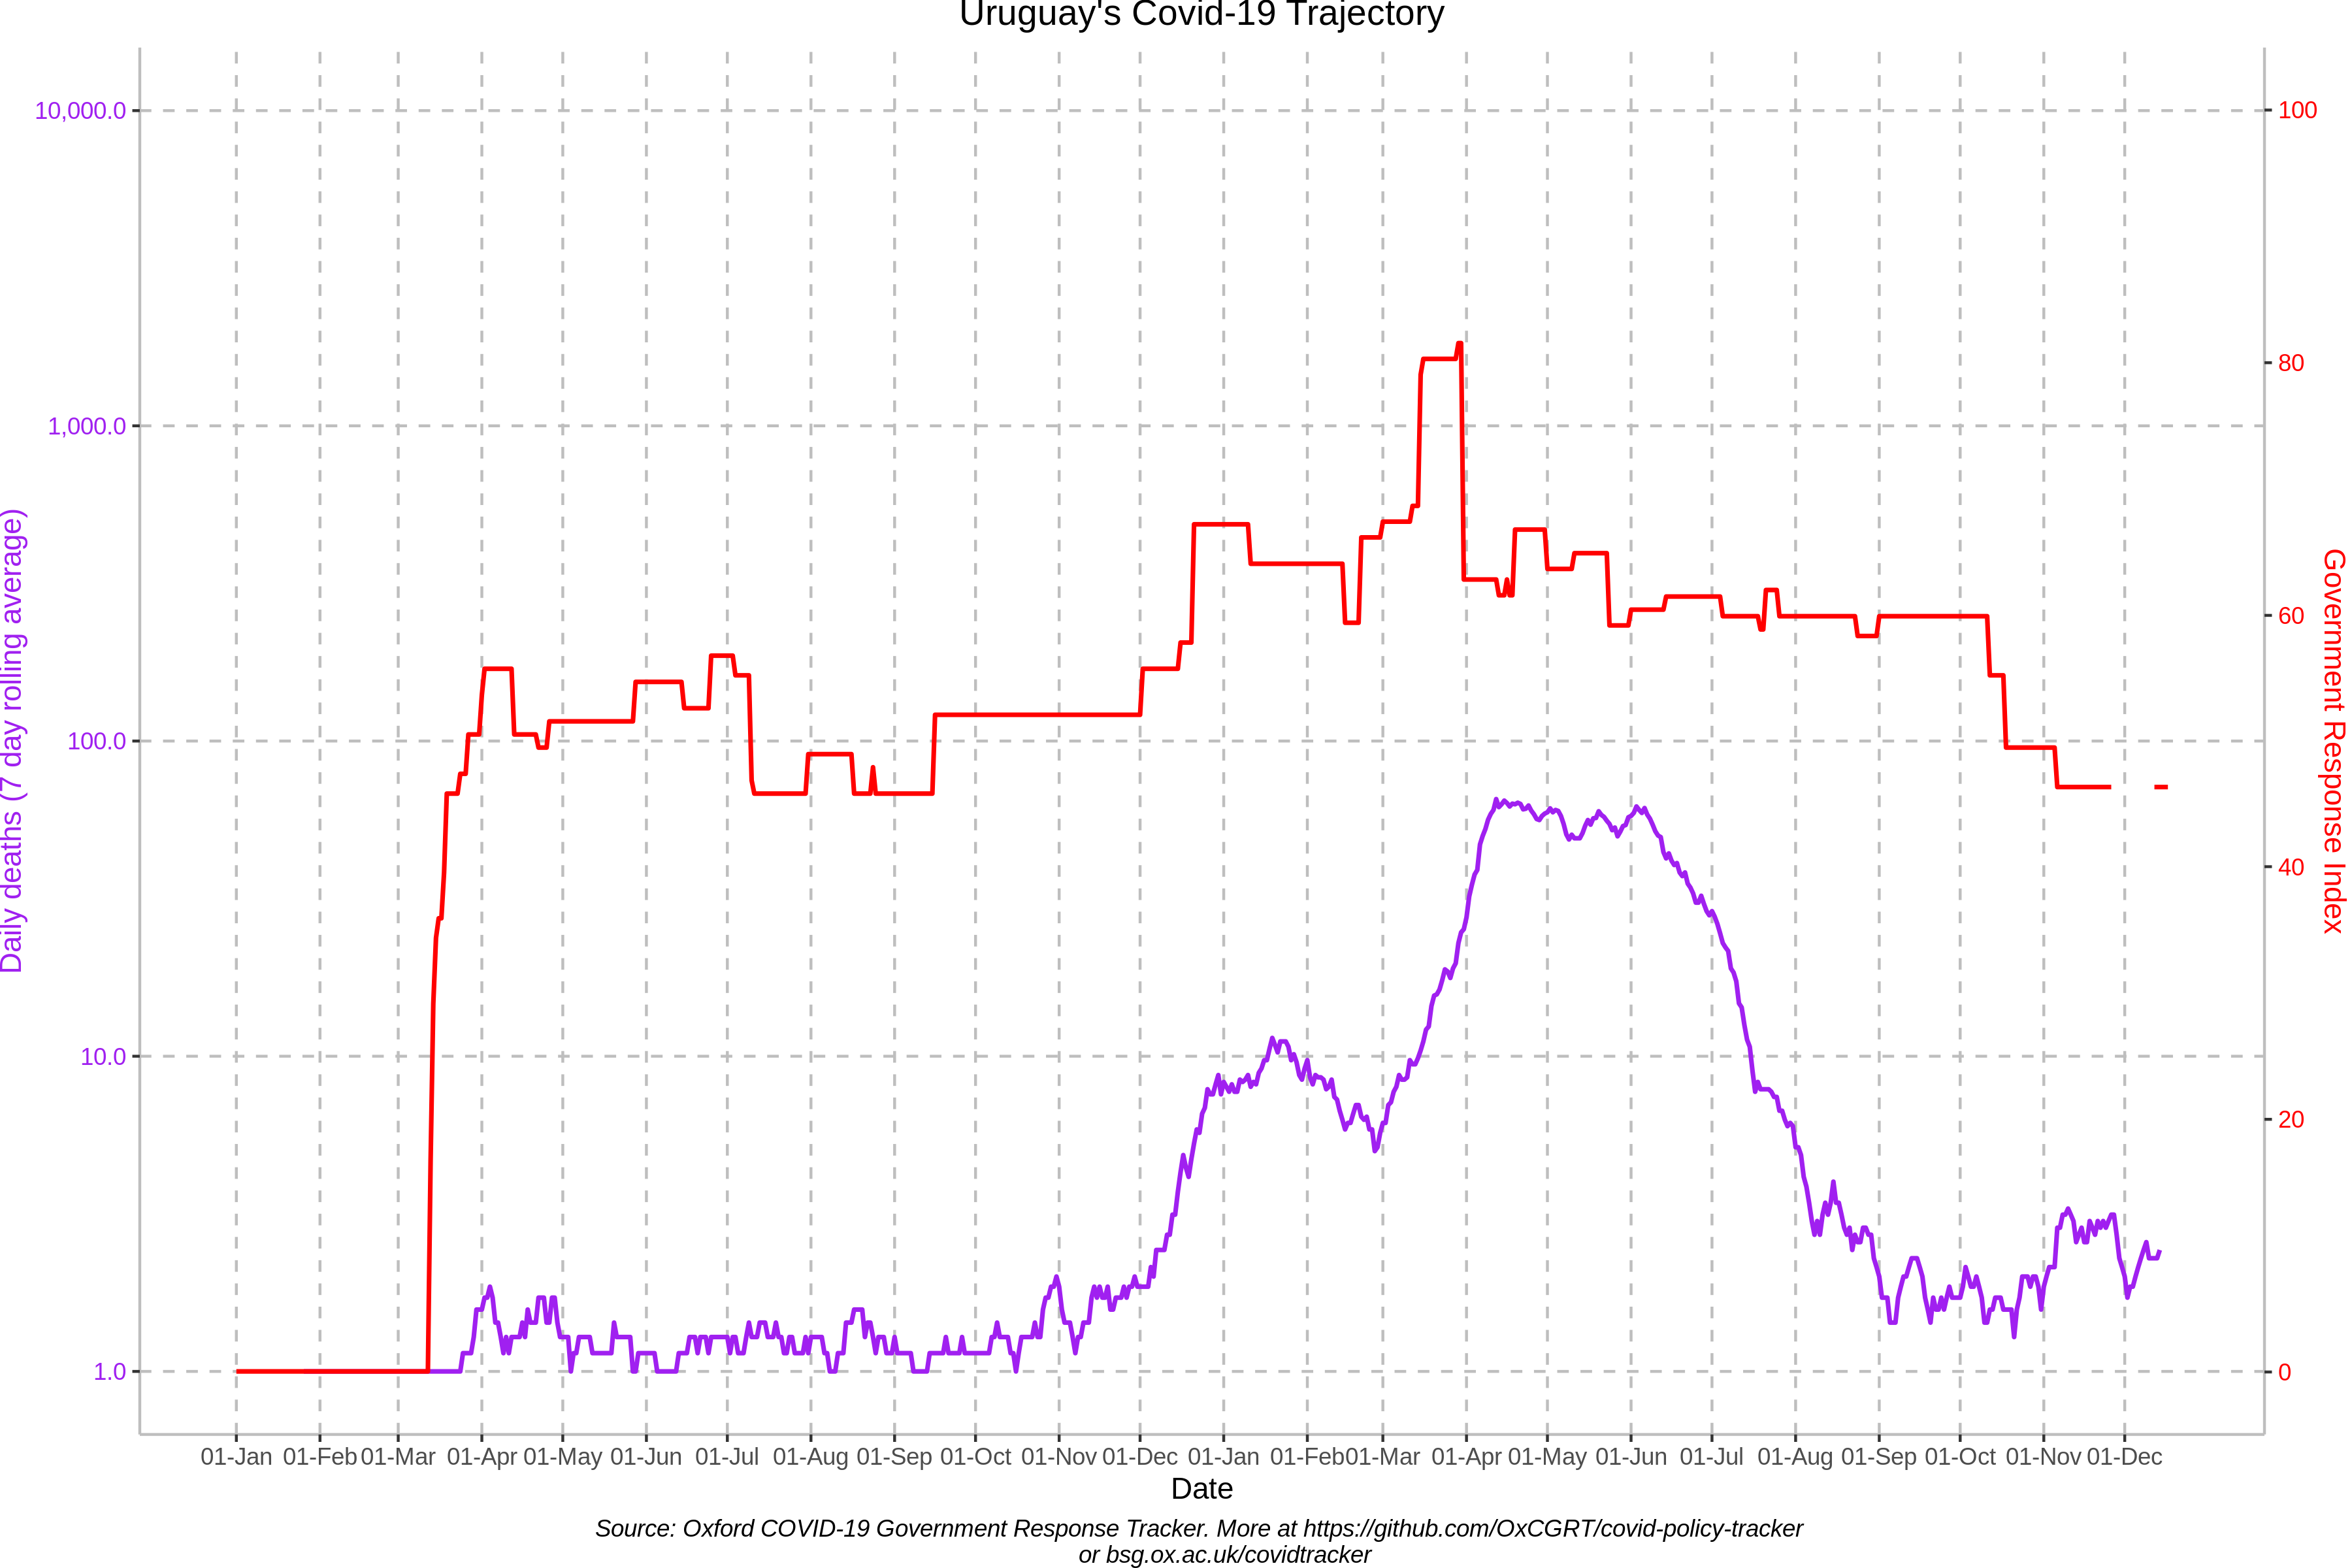 Uruguay's Covid-19 Trajectory
Daily deaths (7 day rolling average)
10,000.0
1,000.0
100.0
10.0
1.0
100
80
60
40
20
0
Government Response Index
01-Jan 01-Feb 01-Mar 01-Apr 01-May 01-Jun 01-Jul 01-Aug 01-Sep 01-Oct 01-Nov 01-Dec 01-Jan 01-Feb 01-Mar 01-Apr 01-May 01-Jun 01-Jul 01-Aug 01-Sep 01-Oct 01-Nov 01-Dec
Date
Source: Oxford COVID-19 Government Response Tracker. More at https://github.com/OxCGRT/covid-policy-tracker
or bsg.ox.ac.uk/covidtracker